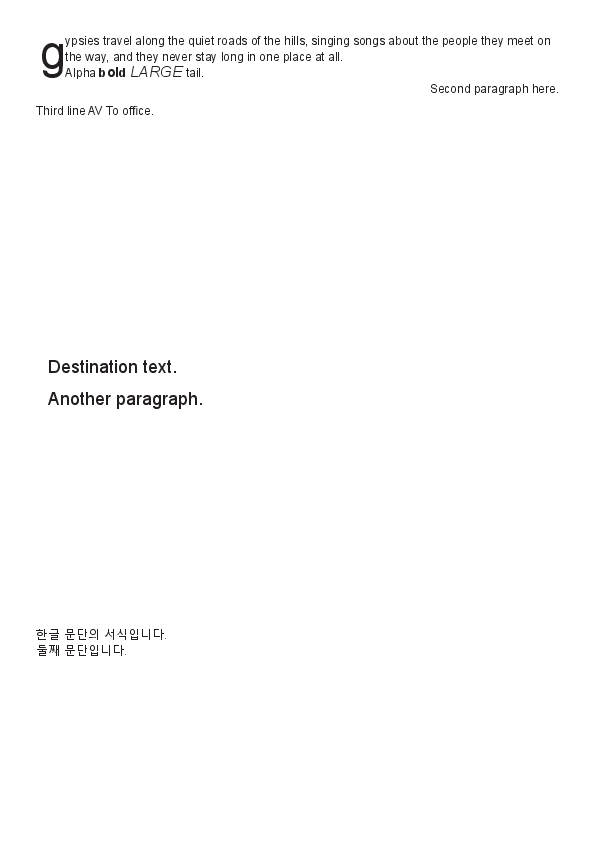 gypsies travel along the quiet roads of the hills, singing songs about the people they meet on
the way, and they never stay long in one place at all.
Alpha bold LARGE tail.
Second paragraph here.
Third line AV To office.
Destination text.
Another paragraph.
한글 문단의 서식입니다.
둘째 문단입니다.